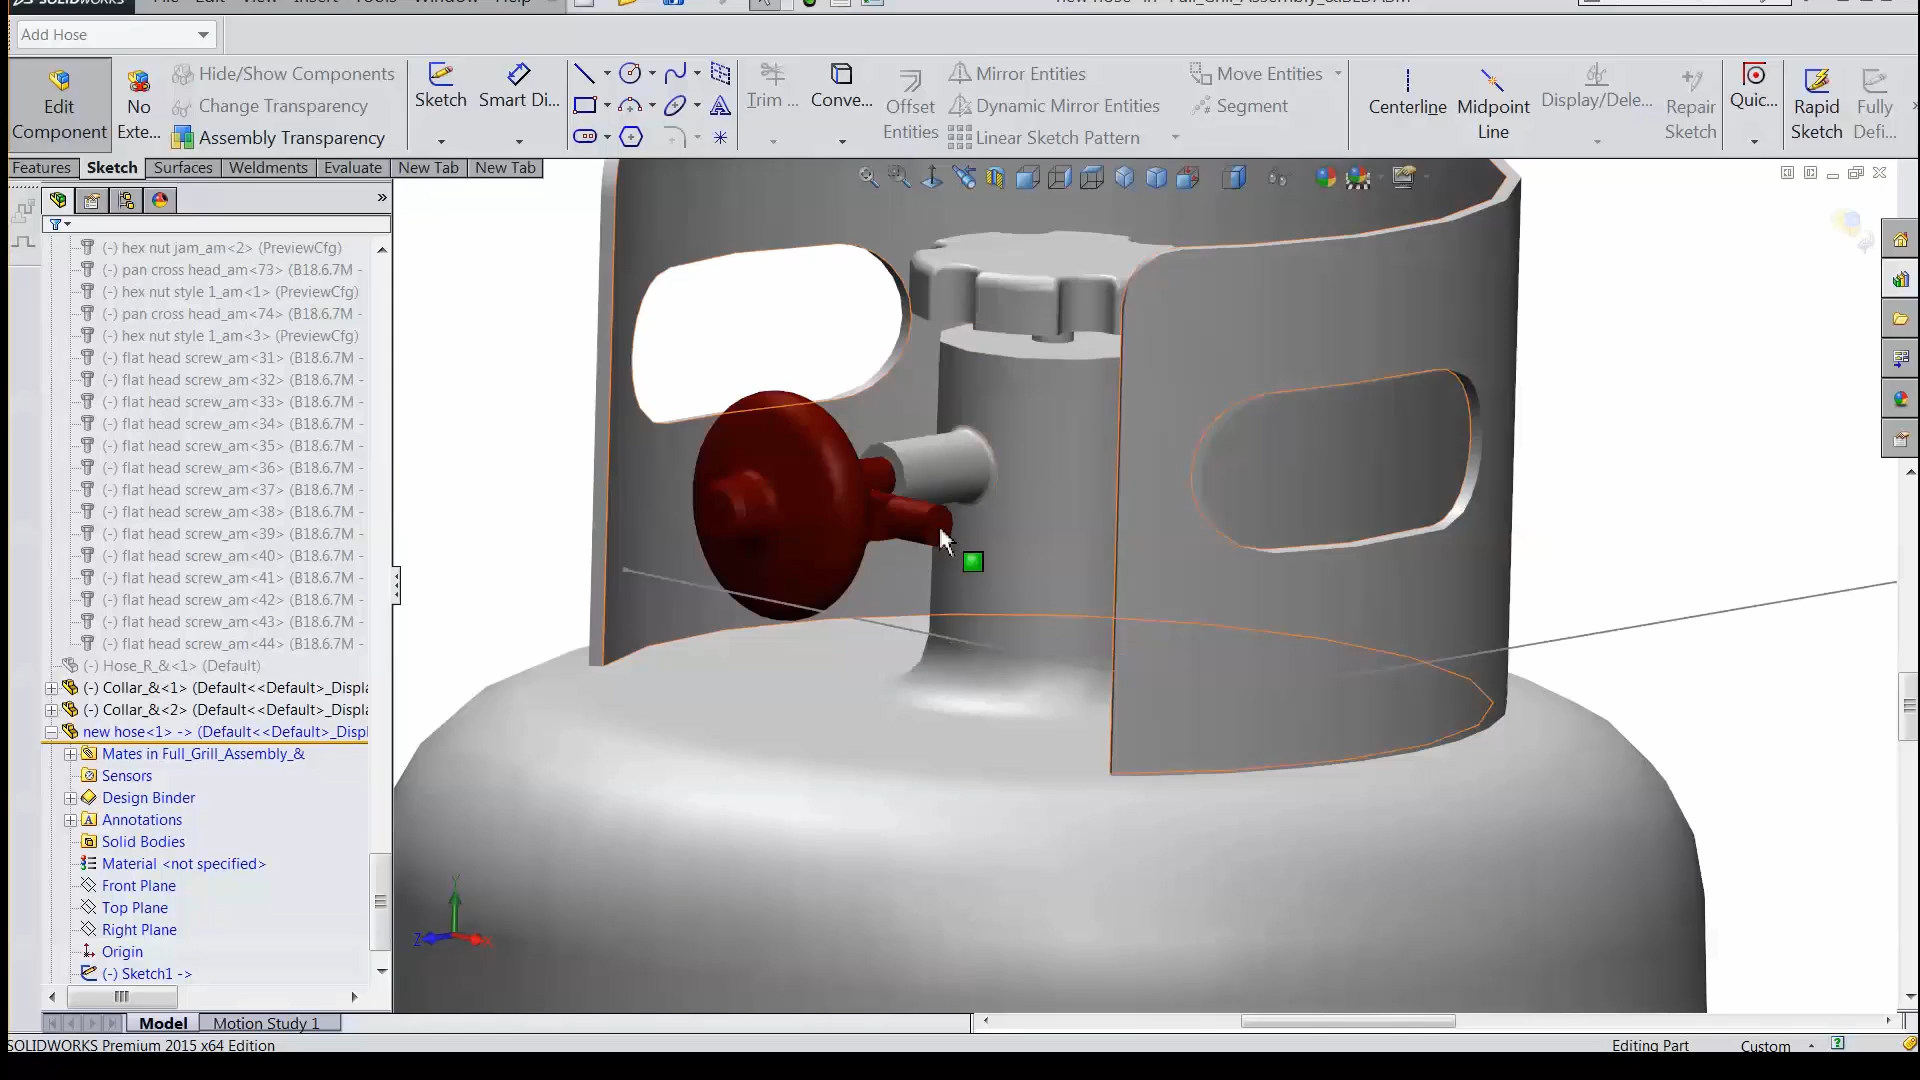 SOLIDWORKS File Edit View Insert Tools Window Help
Add Hose
Edit Component
No Exte...
Hide/Show Components
Change Transparency
Assembly Transparency
Sketch
Smart Di...
Trim ...
Conve...
Offset Entities
Mirror Entities
Dynamic Mirror Entities
Linear Sketch Pattern
Move Entities
Segment
Centerline
Midpoint Line
Display/Dele...
Repair Sketch
Quic...
Rapid Sketch
Fully Defi...
Features Sketch Surfaces Weldments Evaluate New Tab New Tab
(-) hex nut jam_am<2> (PreviewCfg)
(-) pan cross head_am<73> (B18.6.7M -
(-) hex nut style 1_am<1> (PreviewCfg)
(-) pan cross head_am<74> (B18.6.7M -
(-) hex nut style 1_am<3> (PreviewCfg)
(-) flat head screw_am<31> (B18.6.7M -
(-) flat head screw_am<32> (B18.6.7M -
(-) flat head screw_am<33> (B18.6.7M -
(-) flat head screw_am<34> (B18.6.7M -
(-) flat head screw_am<35> (B18.6.7M -
(-) flat head screw_am<36> (B18.6.7M -
(-) flat head screw_am<37> (B18.6.7M -
(-) flat head screw_am<38> (B18.6.7M -
(-) flat head screw_am<39> (B18.6.7M -
(-) flat head screw_am<40> (B18.6.7M -
(-) flat head screw_am<41> (B18.6.7M -
(-) flat head screw_am<42> (B18.6.7M -
(-) flat head screw_am<43> (B18.6.7M -
(-) flat head screw_am<44> (B18.6.7M -
(-) Hose_R_&<1> (Default)
(-) Collar_&<1> (Default<<Default>_Displa
(-) Collar_&<2> (Default<<Default>_Displa
new hose<1> -> (Default<<Default>_Displ
Mates in Full_Grill_Assembly_&
Sensors
Design Binder
Annotations
Solid Bodies
Material <not specified>
Front Plane
Top Plane
Right Plane
Origin
(-) Sketch1 ->
Y
Z
X
Model Motion Study 1
SOLIDWORKS Premium 2015 x64 Edition
Editing Part
Custom